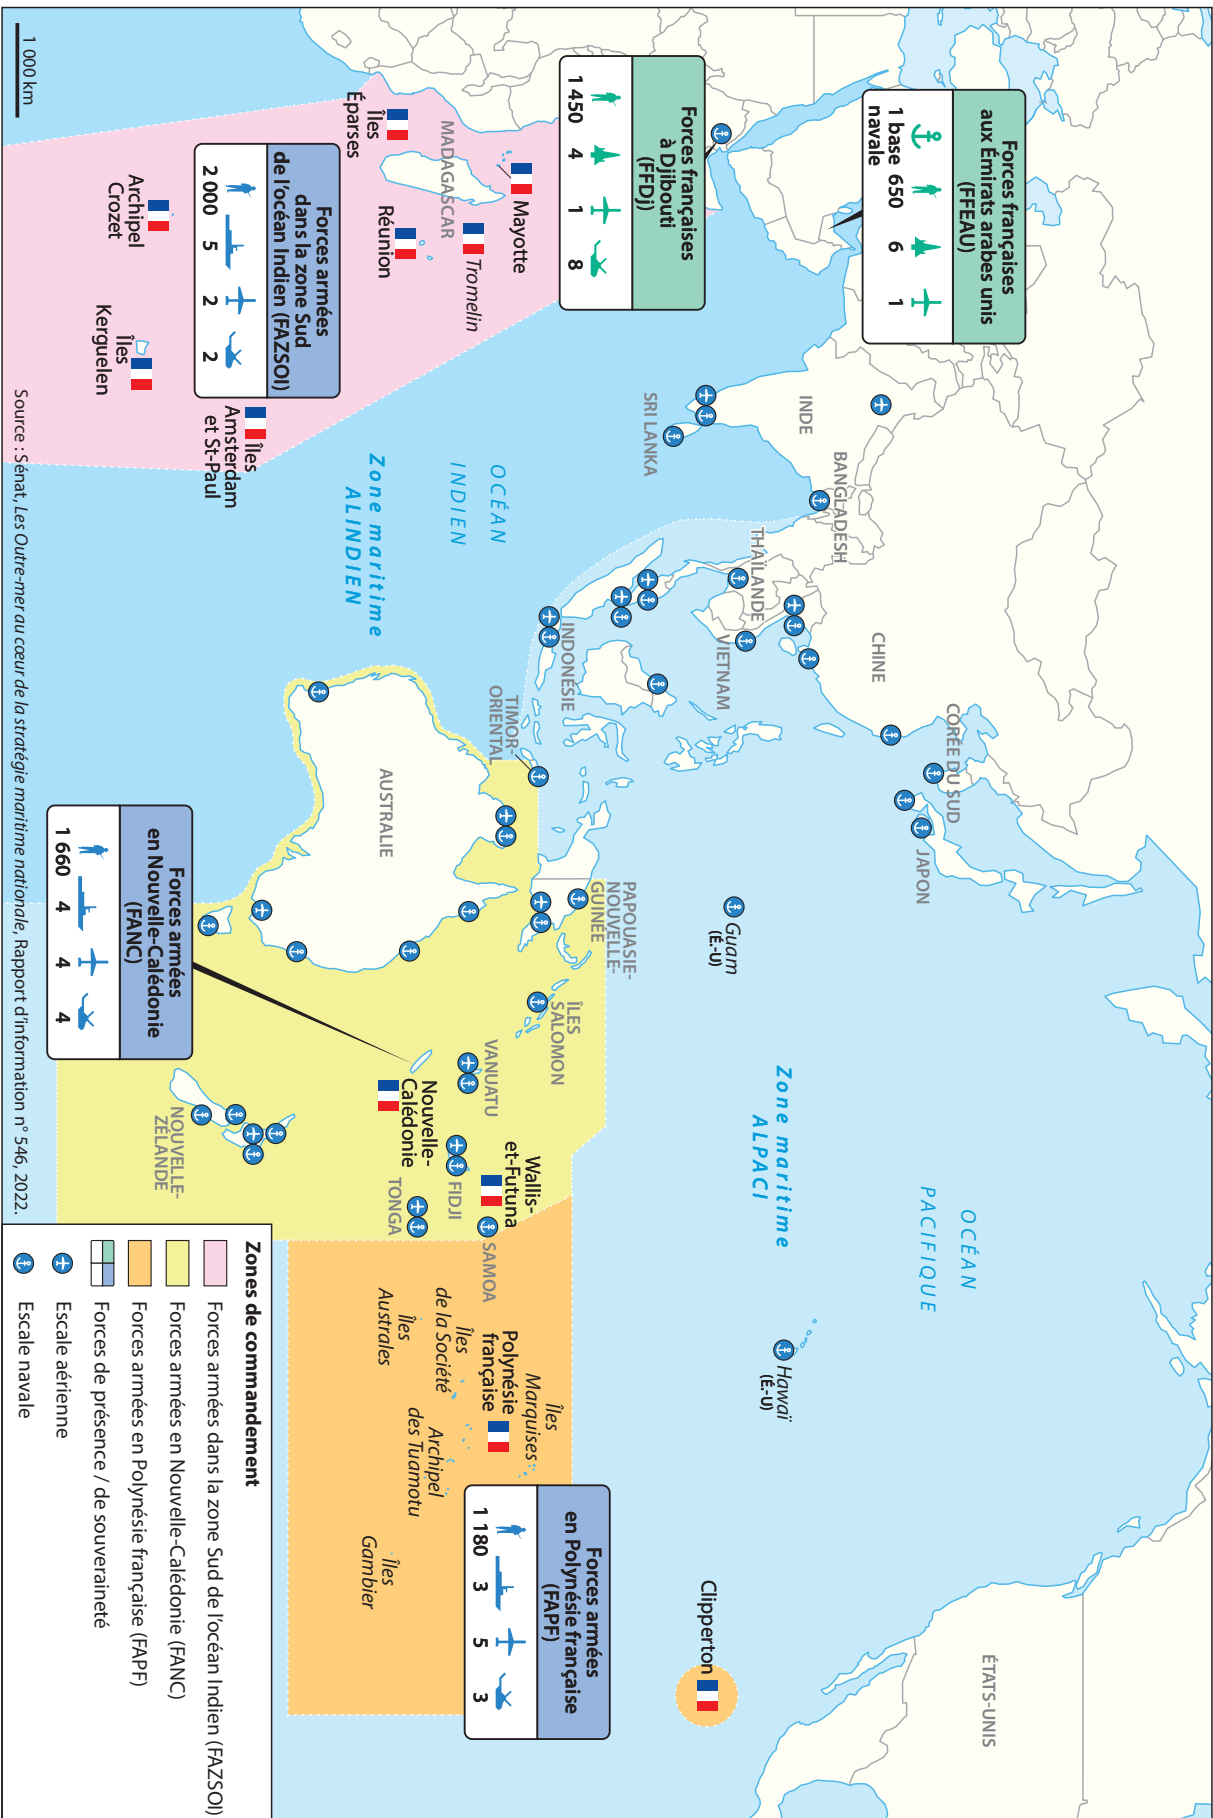 Forces françaises
aux Émirats arabes unis
(FFEAU)
1 base
navale
650
6
1
Forces françaises
à Djibouti
(FFDj)
1 450
4
1
8
Forces armées
dans la zone Sud
de l'océan Indien (FAZSOI)
2 000
5
2
2
Forces armées
en Nouvelle-Calédonie
(FANC)
1 660
4
4
4
Forces armées
en Polynésie française
(FAPF)
1 180
3
5
3
MADAGASCAR
Îles
Éparses
Mayotte
Tromelin
Réunion
Archipel
Crozet
Îles
Kerguelen
Îles
Amsterdam
et St-Paul
INDE
SRI LANKA
BANGLADESH
THAÏLANDE
VIETNAM
CHINE
CORÉE DU SUD
JAPON
INDONÉSIE
TIMOR-
ORIENTAL
AUSTRALIE
PAPOUASIE-
NOUVELLE-
GUINÉE
ÎLES
SALOMON
VANUATU
Nouvelle-
Calédonie
FIDJI
TONGA
Wallis-
et-Futuna
SAMOA
NOUVELLE-
ZÉLANDE
Guam
(É.-U)
Hawaï
(É.-U)
ÉTATS-UNIS
Clipperton
Polynésie
française
Îles
Marquises
Îles
de la Société
Îles
Australes
Archipel
des Tuamotu
Îles
Gambier
OCÉAN
INDIEN
Zone maritime
ALINDIEN
OCÉAN
PACIFIQUE
Zone maritime
ALPACI
1 000 km
Zones de commandement
Forces armées dans la zone Sud de l'océan Indien (FAZSOI)
Forces armées en Nouvelle-Calédonie (FANC)
Forces armées en Polynésie française (FAPF)
Forces de présence / de souveraineté
Escale aérienne
Escale navale
Source : Sénat, Les Outre-mer au cœur de la stratégie maritime nationale, Rapport d'information n° 546, 2022.